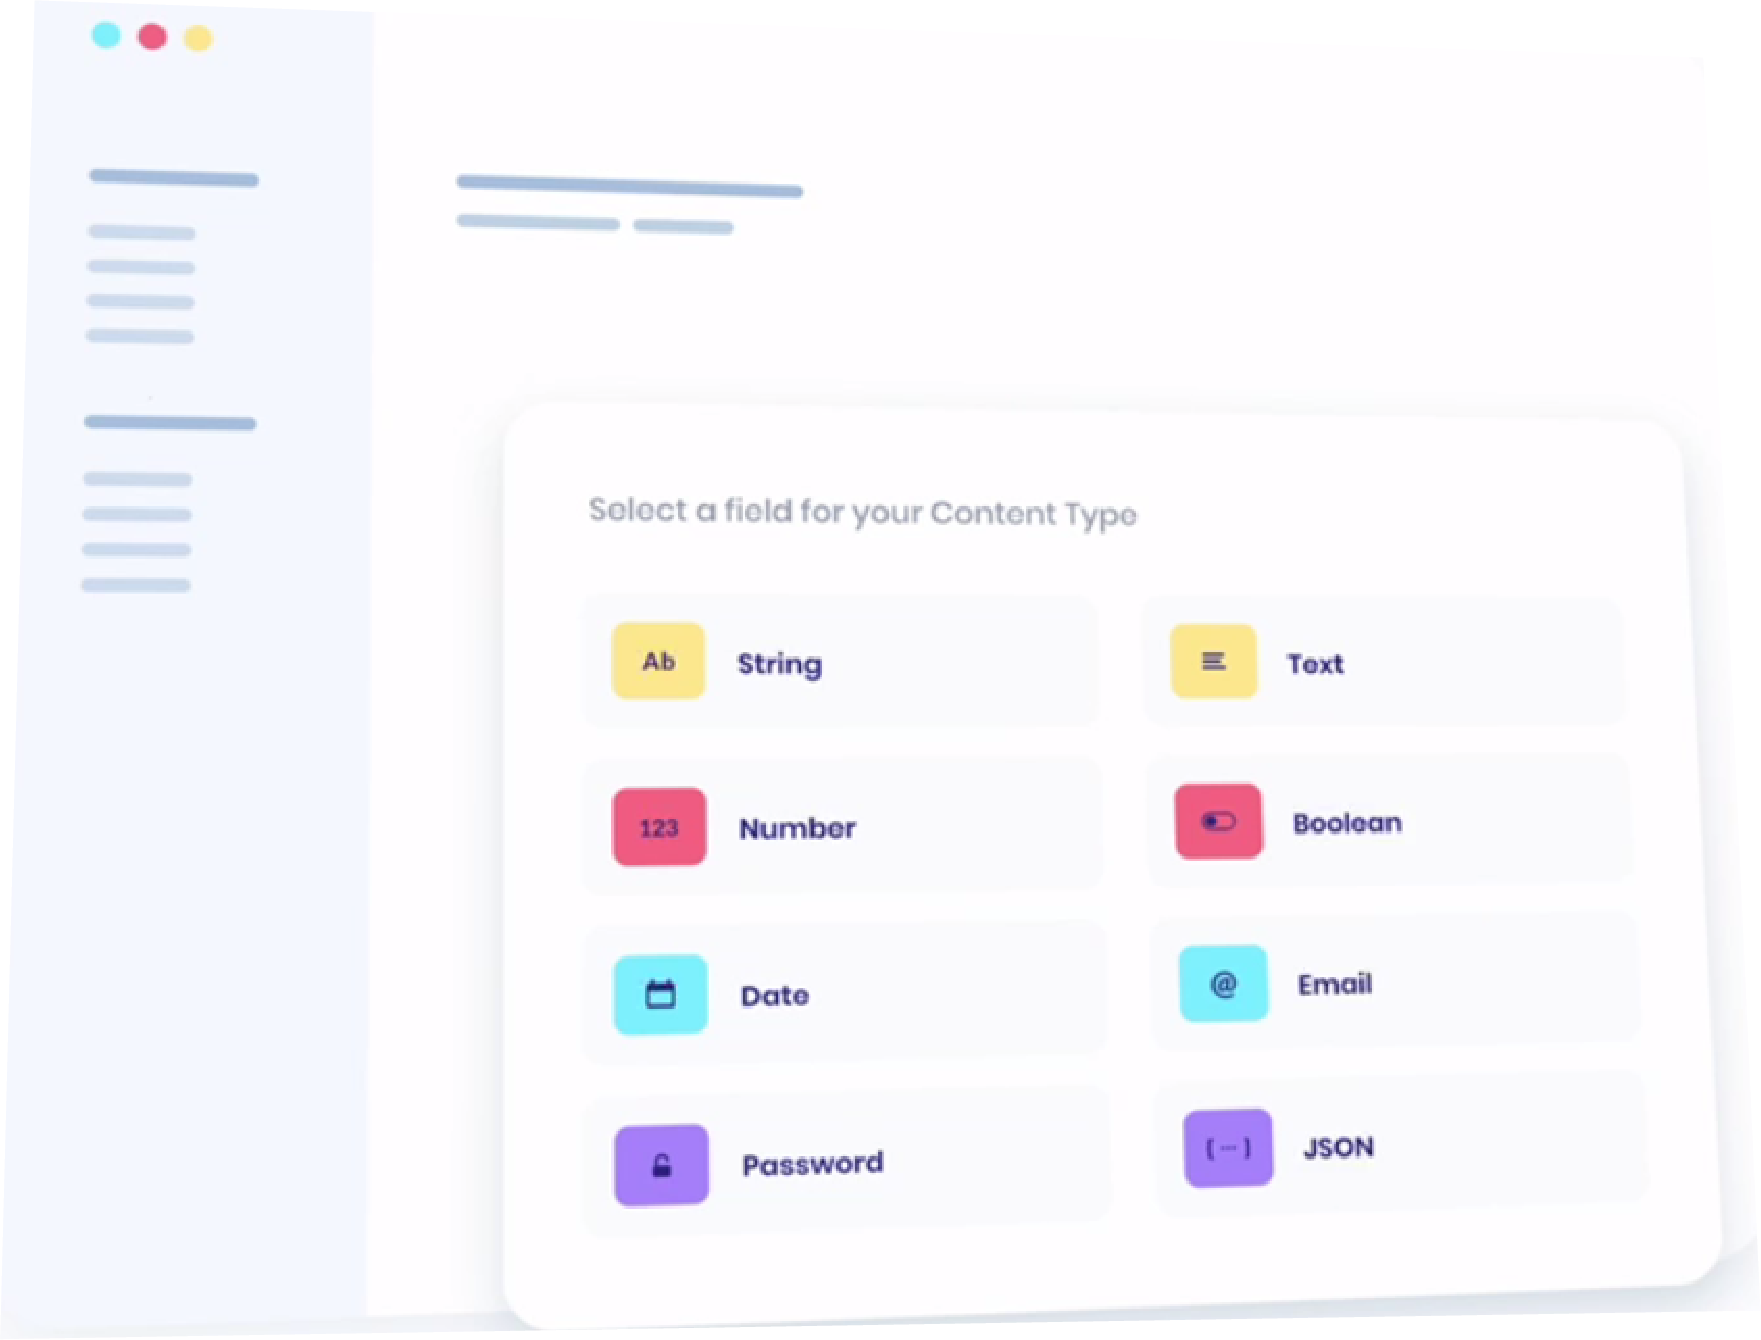 Select a field for your Content Type
Ab String
Text
123 Number
Boolean
Date
@ Email
Password
{ ··· } JSON